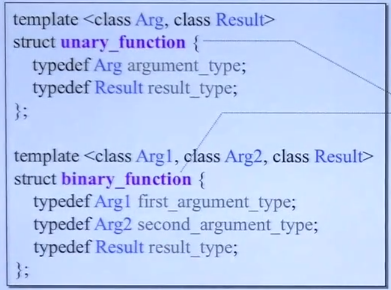 template <class Arg, class Result>
struct unary_function {
typedef Arg argument_type;
typedef Result result_type;
};
template <class Arg1, class Arg2, class Result>
struct binary_function {
typedef Arg1 first_argument_type;
typedef Arg2 second_argument_type;
typedef Result result_type;
};